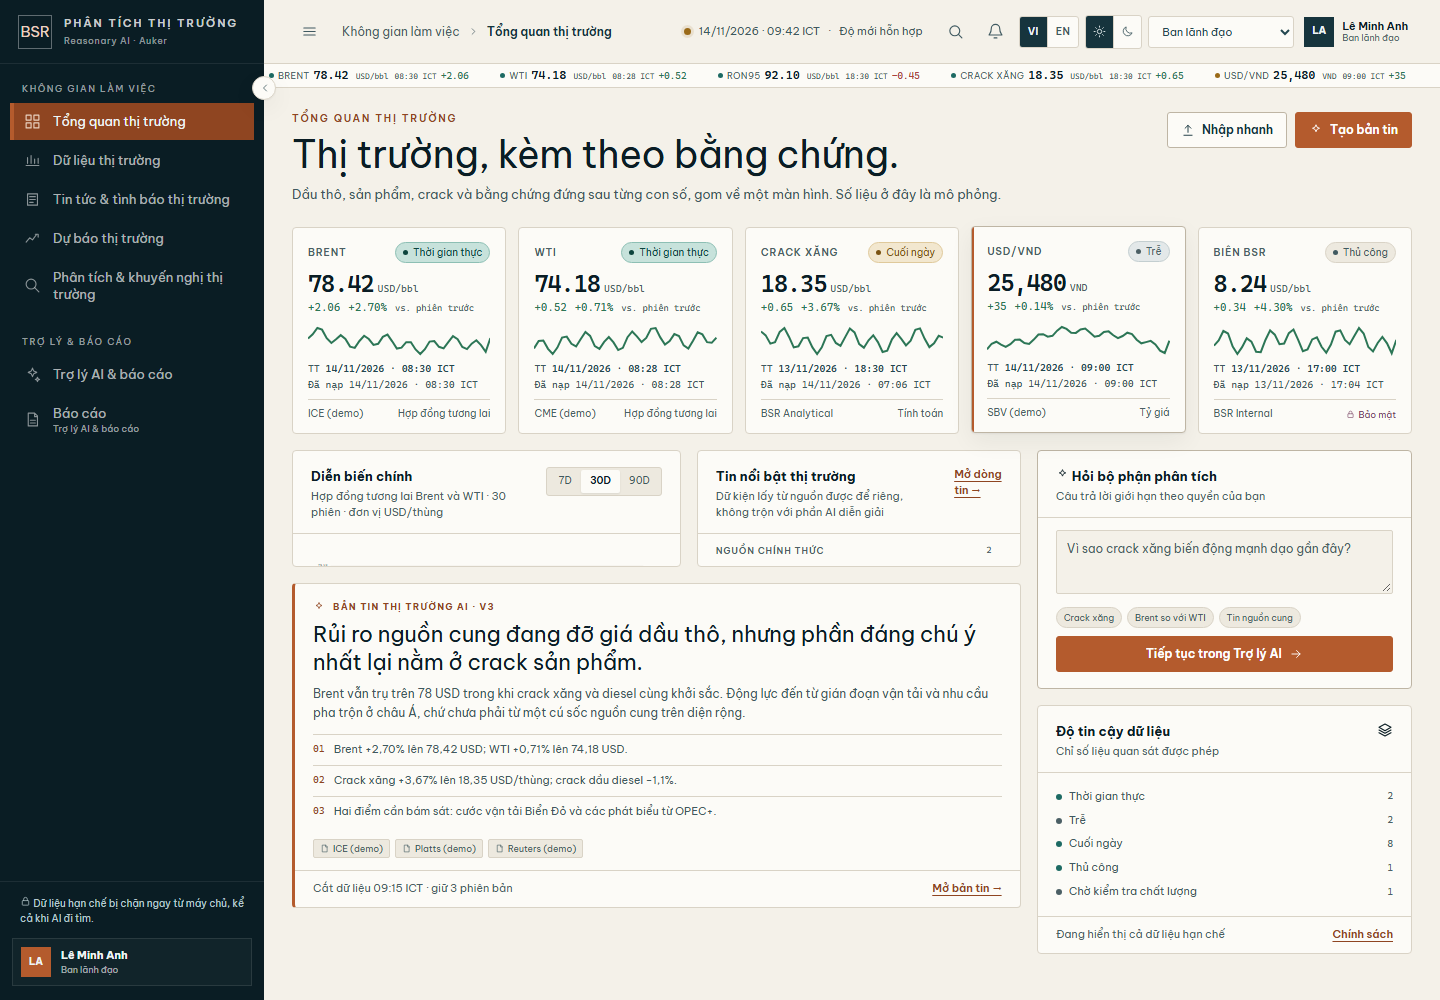 BSR
PHÂN TÍCH THỊ TRƯỜNG
Reasonary AI · Auker
KHÔNG GIAN LÀM VIỆC
Tổng quan thị trường
Dữ liệu thị trường
Tin tức & tình báo thị trường
Dự báo thị trường
Phân tích & khuyến nghị thị
trường
TRỢ LÝ & BÁO CÁO
Trợ lý AI & báo cáo
Báo cáo
Trợ lý AI & báo cáo
Dữ liệu hạn chế bị chặn ngay từ máy chủ, kể
cả khi AI đi tìm.
LA
Lê Minh Anh
Ban lãnh đạo
Không gian làm việc
Tổng quan thị trường
14/11/2026 · 09:42 ICT · Độ mới hỗn hợp
VI EN
Ban lãnh đạo
LA
Lê Minh Anh
Ban lãnh đạo
BRENT 78.42 USD/bbl 08:30 ICT +2.06
WTI 74.18 USD/bbl 08:28 ICT +0.52
RON95 92.10 USD/bbl 18:30 ICT −0.45
CRACK XĂNG 18.35 USD/bbl 18:30 ICT +0.65
USD/VND 25,480 VND 09:00 ICT +35
TỔNG QUAN THỊ TRƯỜNG
Thị trường, kèm theo bằng chứng.
Dầu thô, sản phẩm, crack và bằng chứng đứng sau từng con số, gom về một màn hình. Số liệu ở đây là mô phỏng.
Nhập nhanh
Tạo bản tin
BRENT
Thời gian thực
78.42 USD/bbl
+2.06 +2.70% vs. phiên trước
TT 14/11/2026 · 08:30 ICT
Đã nạp 14/11/2026 · 08:30 ICT
ICE (demo)
Hợp đồng tương lai
WTI
Thời gian thực
74.18 USD/bbl
+0.52 +0.71% vs. phiên trước
TT 14/11/2026 · 08:28 ICT
Đã nạp 14/11/2026 · 08:28 ICT
CME (demo)
Hợp đồng tương lai
CRACK XĂNG
Cuối ngày
18.35 USD/bbl
+0.65 +3.67% vs. phiên trước
TT 13/11/2026 · 18:30 ICT
Đã nạp 14/11/2026 · 07:06 ICT
BSR Analytical
Tính toán
USD/VND
Trễ
25,480 VND
+35 +0.14% vs. phiên trước
TT 14/11/2026 · 09:00 ICT
Đã nạp 14/11/2026 · 09:00 ICT
SBV (demo)
Tỷ giá
BIÊN BSR
Thủ công
8.24 USD/bbl
+0.34 +4.30% vs. phiên trước
TT 13/11/2026 · 17:00 ICT
Đã nạp 13/11/2026 · 17:04 ICT
BSR Internal
Bảo mật
Diễn biến chính
Hợp đồng tương lai Brent và WTI · 30
phiên · đơn vị USD/thùng
7D 30D 90D
Tin nổi bật thị trường
Dữ kiện lấy từ nguồn được để riêng,
không trộn với phần AI diễn giải
Mở dòng
tin →
NGUỒN CHÍNH THỨC
2
Hỏi bộ phận phân tích
Câu trả lời giới hạn theo quyền của bạn
Vì sao crack xăng biến động mạnh dạo gần đây?
Crack xăng
Brent so với WTI
Tin nguồn cung
Tiếp tục trong Trợ lý AI →
BẢN TIN THỊ TRƯỜNG AI · V3
Rủi ro nguồn cung đang đỡ giá dầu thô, nhưng phần đáng chú ý
nhất lại nằm ở crack sản phẩm.
Brent vẫn trụ trên 78 USD trong khi crack xăng và diesel cùng khởi sắc. Động lực đến từ gián đoạn vận tải và nhu cầu
pha trộn ở châu Á, chứ chưa phải từ một cú sốc nguồn cung trên diện rộng.
01 Brent +2,70% lên 78,42 USD; WTI +0,71% lên 74,18 USD.
02 Crack xăng +3,67% lên 18,35 USD/thùng; crack dầu diesel −1,1%.
03 Hai điểm cần bám sát: cước vận tải Biển Đỏ và các phát biểu từ OPEC+.
ICE (demo)
Platts (demo)
Reuters (demo)
Cắt dữ liệu 09:15 ICT · giữ 3 phiên bản
Mở bản tin →
Độ tin cậy dữ liệu
Chỉ số liệu quan sát được phép
Thời gian thực 2
Trễ 2
Cuối ngày 8
Thủ công 1
Chờ kiểm tra chất lượng 1
Đang hiển thị cả dữ liệu hạn chế
Chính sách